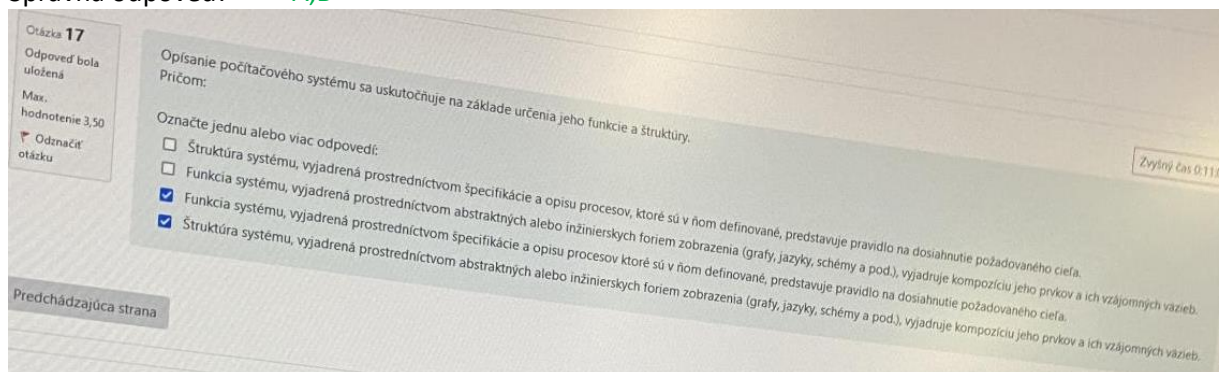 Otázka 17
Odpoveď bola
uložená
Max.
hodnotenie 3,50
Odznačiť
otázku
Opísanie počítačového systému sa uskutočňuje na základe určenia jeho funkcie a štruktúry.
Pričom:
Označte jednu alebo viac odpovedí:
Štruktúra systému, vyjadrená prostredníctvom špecifikácie a opisu procesov, ktoré sú v ňom definované, predstavuje pravidlo na dosiahnutie požadovaného cieľa.
Funkcia systému, vyjadrená prostredníctvom abstraktných alebo inžinierskych foriem zobrazenia (grafy, jazyky, schémy a pod.), vyjadruje kompozíciu jeho prvkov a ich vzájomných väzieb.
Funkcia systému, vyjadrená prostredníctvom špecifikácie a opisu procesov ktoré sú v ňom definované, predstavuje pravidlo na dosiahnutie požadovaného cieľa.
Štruktúra systému, vyjadrená prostredníctvom abstraktných alebo inžinierskych foriem zobrazenia (grafy, jazyky, schémy a pod.), vyjadruje kompozíciu jeho prvkov a ich vzájomných väzieb.
Zvyšný čas 0:11:
Predchádzajúca strana